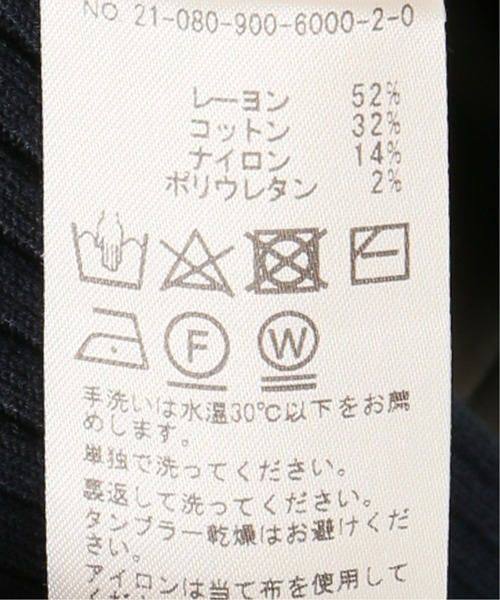 NO 21-080-900-6000-2-0
レーヨン 52%
コットン 32%
ナイロン 14%
ポリウレタン 2%
F W
手洗いは水温30℃以下をお薦
めします。
単独で洗ってください。
裏返して洗ってください。
タンブラー乾燥はお避けくだ
さい。
アイロンは当て布を使用して